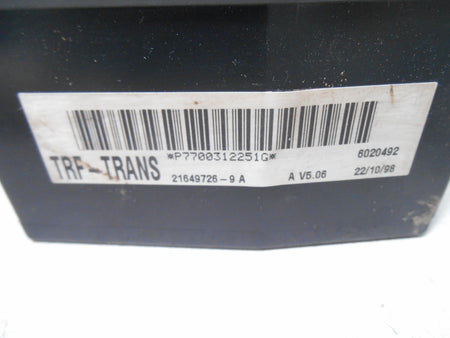 *P7700312251G* 6020492
TRF-TRANS 21649726-9 A A V5.06 22/10/98